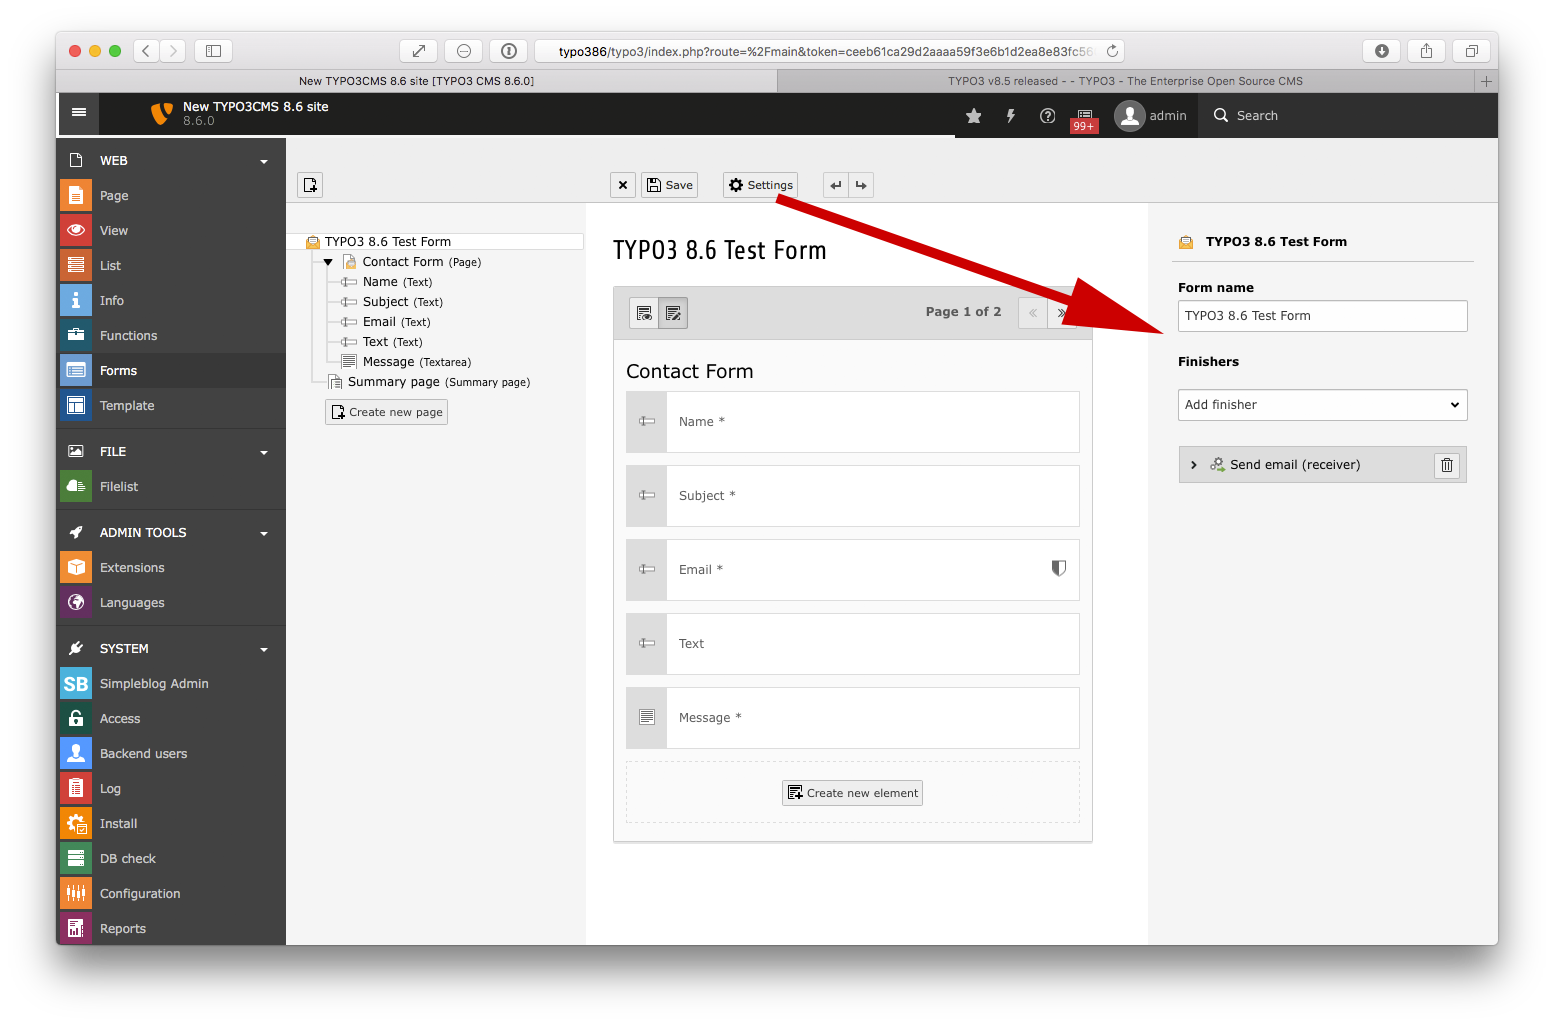 typo386/typo3/index.php?route=%2Fmain&token=ceeb61ca29d2aaaa59f3e6b1d2ea8e83fc56
New TYPO3CMS 8.6 site [TYPO3 CMS 8.6.0]
TYPO3 v8.5 released - - TYPO3 - The Enterprise Open Source CMS
New TYPO3CMS 8.6 site
8.6.0
99+
admin
Search
WEB
Page
View
List
Info
Functions
Forms
Template
FILE
Filelist
ADMIN TOOLS
Extensions
Languages
SYSTEM
SB Simpleblog Admin
Access
Backend users
Log
Install
DB check
Configuration
Reports
TYPO3 8.6 Test Form
Contact Form (Page)
Name (Text)
Subject (Text)
Email (Text)
Text (Text)
Message (Textarea)
Summary page (Summary page)
Create new page
Save
Settings
TYPO3 8.6 Test Form
Page 1 of 2
Contact Form
Name *
Subject *
Email *
Text
Message *
Create new element
TYPO3 8.6 Test Form
Form name
TYPO3 8.6 Test Form
Finishers
Add finisher
Send email (receiver)